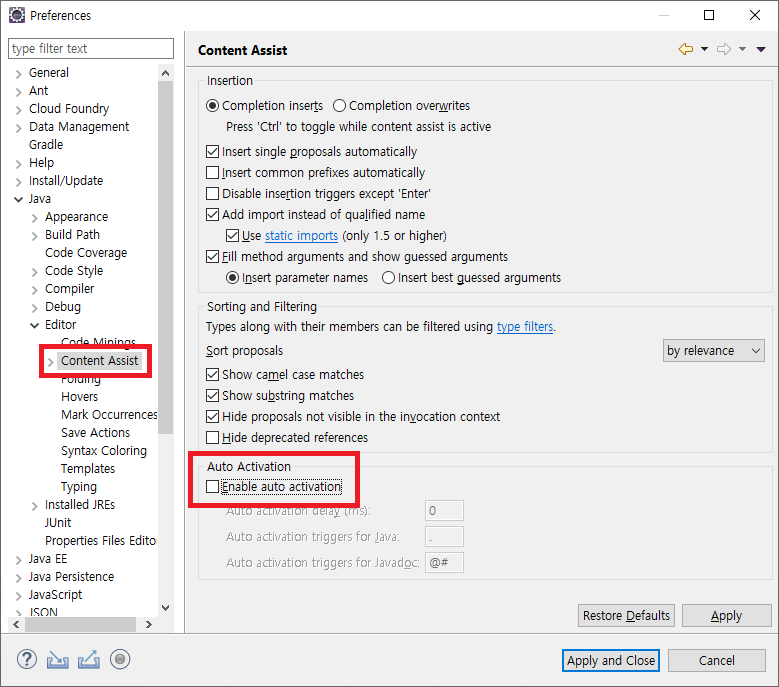 Preferences
type filter text
General
Ant
Cloud Foundry
Data Management
Gradle
Help
Install/Update
Java
Appearance
Build Path
Code Coverage
Code Style
Compiler
Debug
Editor
Code Minings
Content Assist
Folding
Hovers
Mark Occurrences
Save Actions
Syntax Coloring
Templates
Typing
Installed JREs
JUnit
Properties Files Editor
Java EE
Java Persistence
JavaScript
JSON
Content Assist
Insertion
Completion inserts Completion overwrites
Press 'Ctrl' to toggle while content assist is active
Insert single proposals automatically
Insert common prefixes automatically
Disable insertion triggers except 'Enter'
Add import instead of qualified name
Use static imports (only 1.5 or higher)
Fill method arguments and show guessed arguments
Insert parameter names Insert best guessed arguments
Sorting and Filtering
Types along with their members can be filtered using type filters.
Sort proposals by relevance
Show camel case matches
Show substring matches
Hide proposals not visible in the invocation context
Hide deprecated references
Auto Activation
Enable auto activation
Auto activation delay (ms): 0
Auto activation triggers for Java: .
Auto activation triggers for Javadoc: @#
Restore Defaults Apply
Apply and Close Cancel